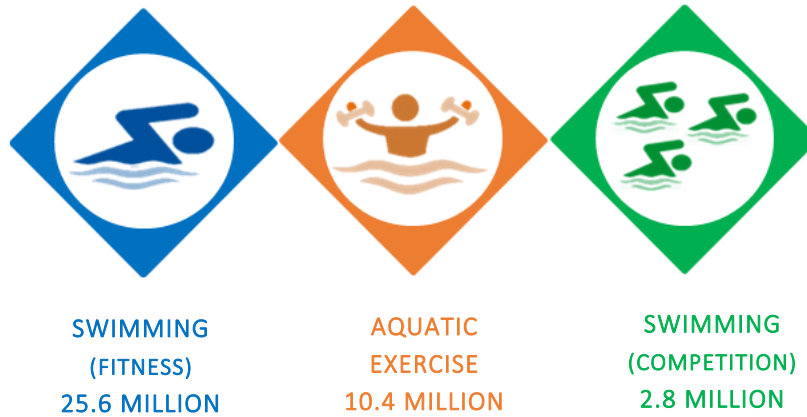 SWIMMING
(FITNESS)
25.6 MILLION
AQUATIC
EXERCISE
10.4 MILLION
SWIMMING
(COMPETITION)
2.8 MILLION